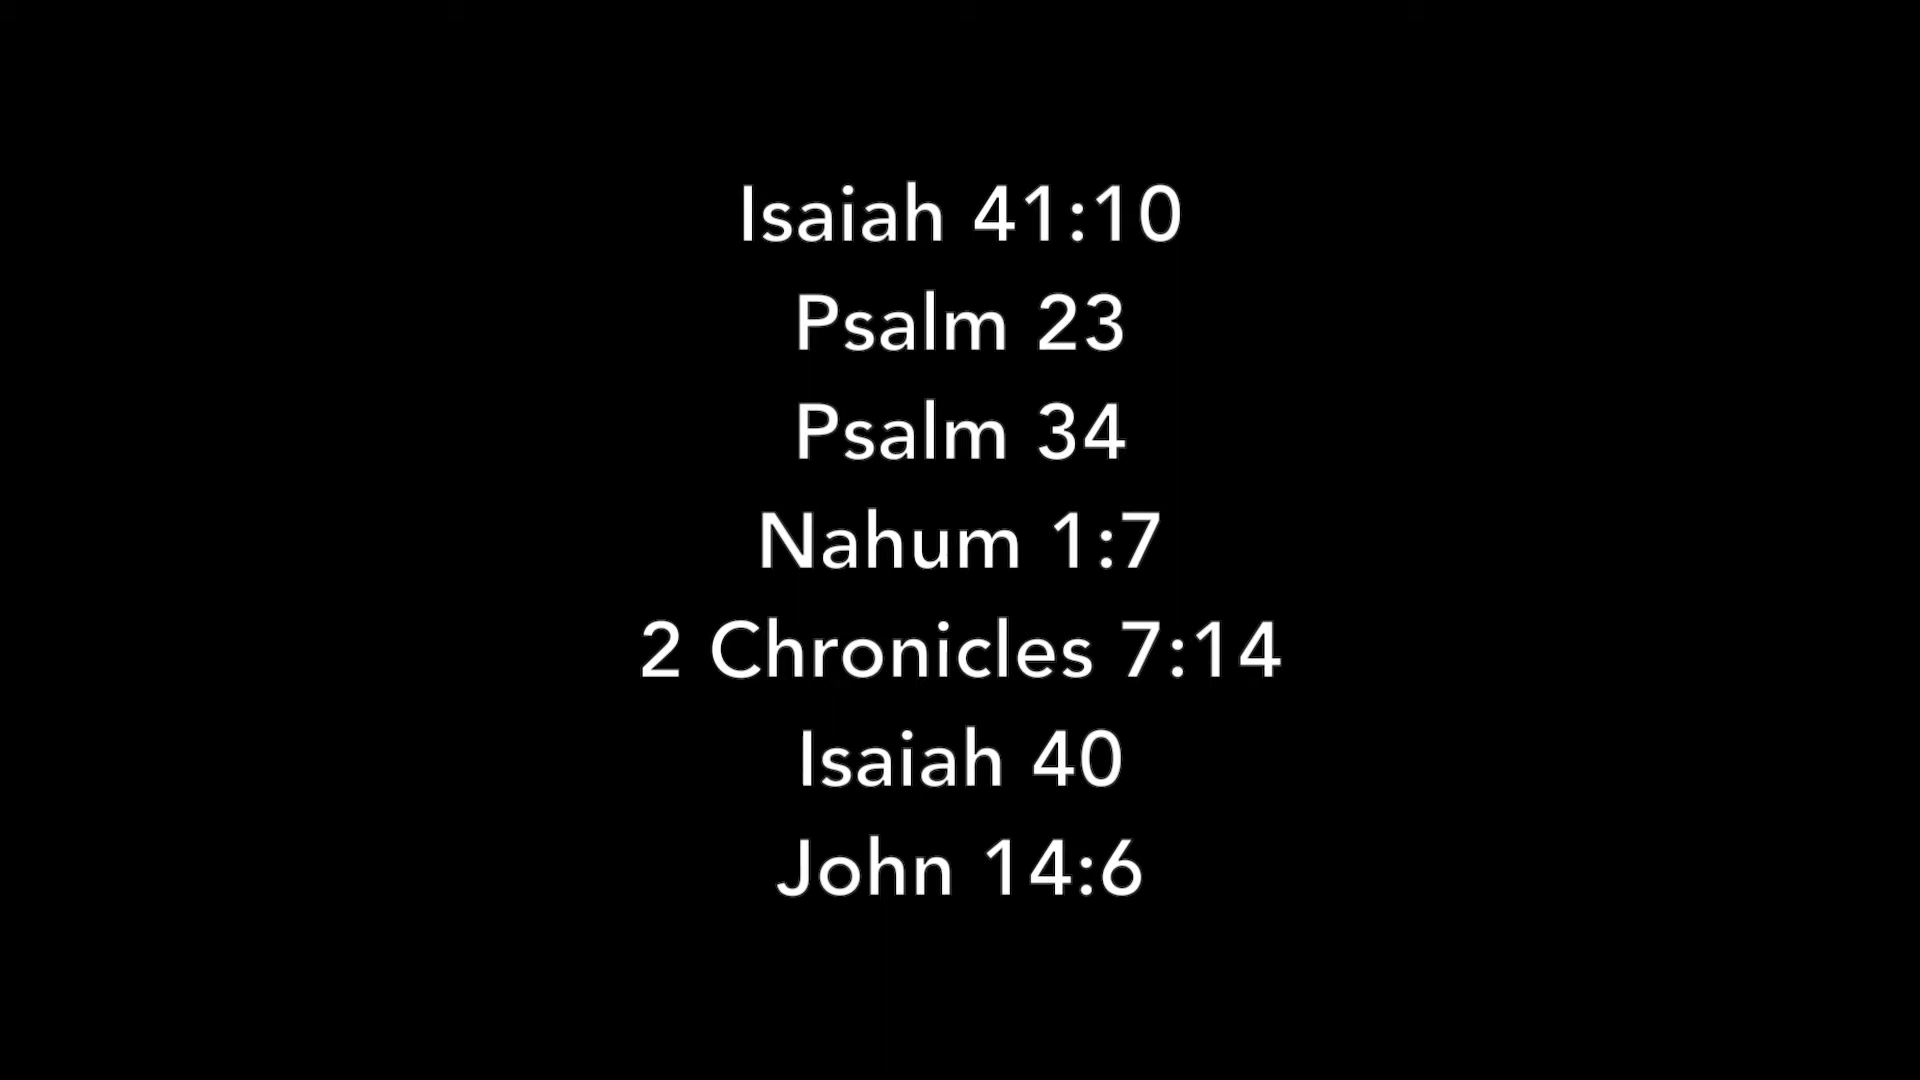 Isaiah 41:10
Psalm 23
Psalm 34
Nahum 1:7
2 Chronicles 7:14
Isaiah 40
John 14:6